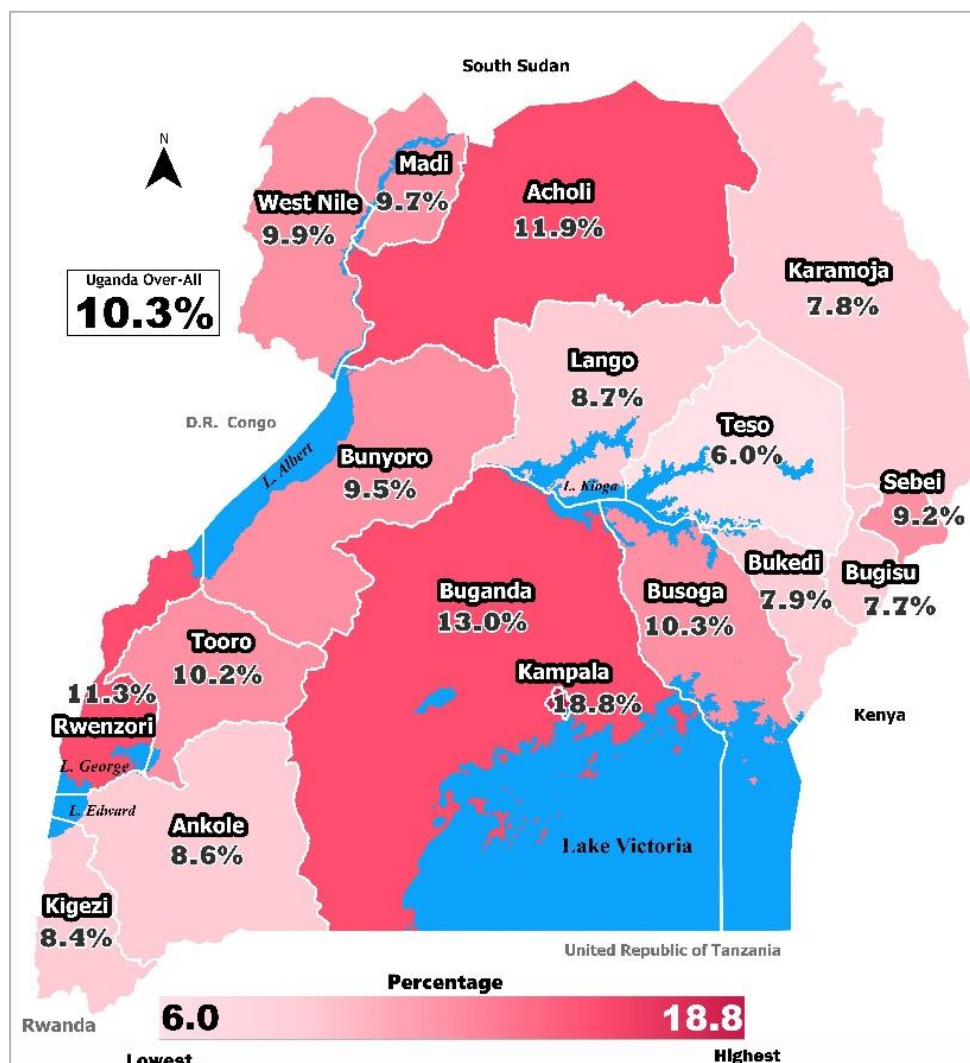 South Sudan
N
Madi
9.7%
West Nile
9.9%
Acholi
11.9%
Karamoja
7.8%
Uganda Over-All
10.3%
Lango
8.7%
D.R. Congo
Teso
6.0%
L. Albert
Bunyoro
9.5%
L. Kioga
Sebei
9.2%
Bukedi
7.9%
Bugisu
7.7%
Buganda
13.0%
Busoga
10.3%
Tooro
10.2%
Kampala
18.8%
11.3%
Rwenzori
Kenya
L. George
L. Edward
Ankole
8.6%
Lake Victoria
Kigezi
8.4%
United Republic of Tanzania
Percentage
Rwanda
6.0
18.8
Lowest
Highest